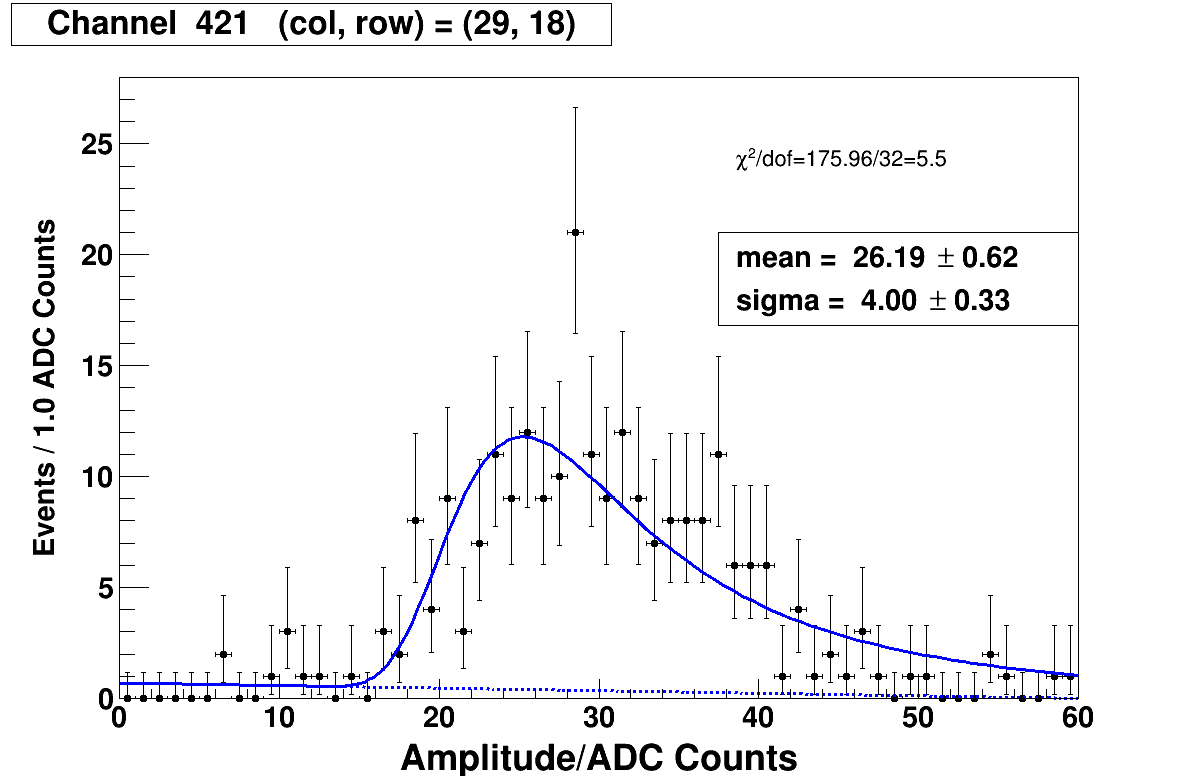 Channel 421 (col, row) = (29, 18)
25
χ²/dof=175.96/32=5.5
20
mean = 26.19 ± 0.62
sigma = 4.00 ± 0.33
15
10
5
0
Events / 1.0 ADC Counts
0 10 20 30 40 50 60
Amplitude/ADC Counts